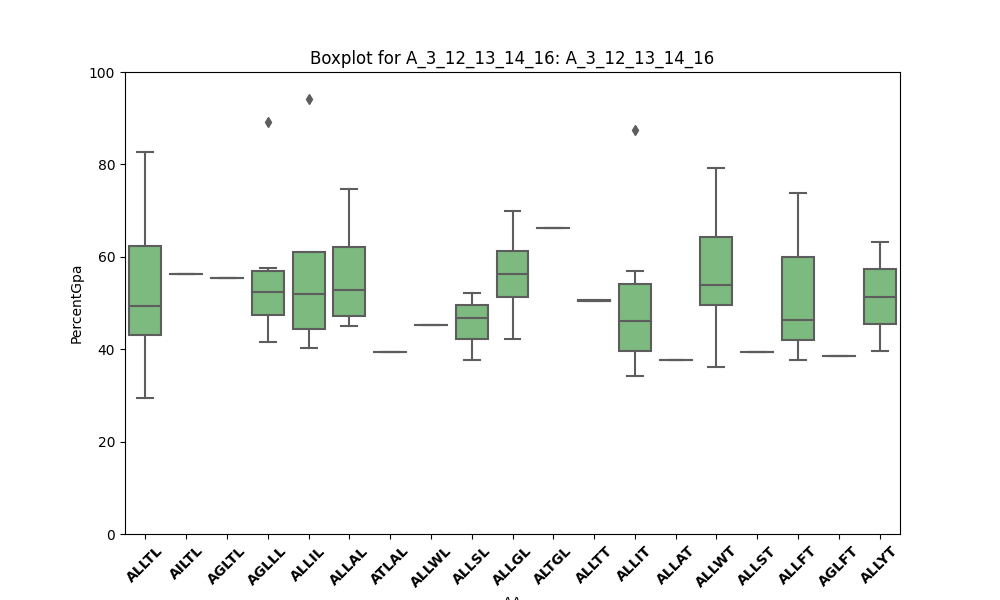 Boxplot for A_3_12_13_14_16: A_3_12_13_14_16
100
80
60
40
20
0
PercentGpa
ALLTL AILTL AGLTL AGLLL ALLIL ALLAL ATLAL ALLWL ALLSL ALLGL ALTGL ALLTT ALLIT ALLAT ALLWT ALLST ALLFT AGLFT ALLYT